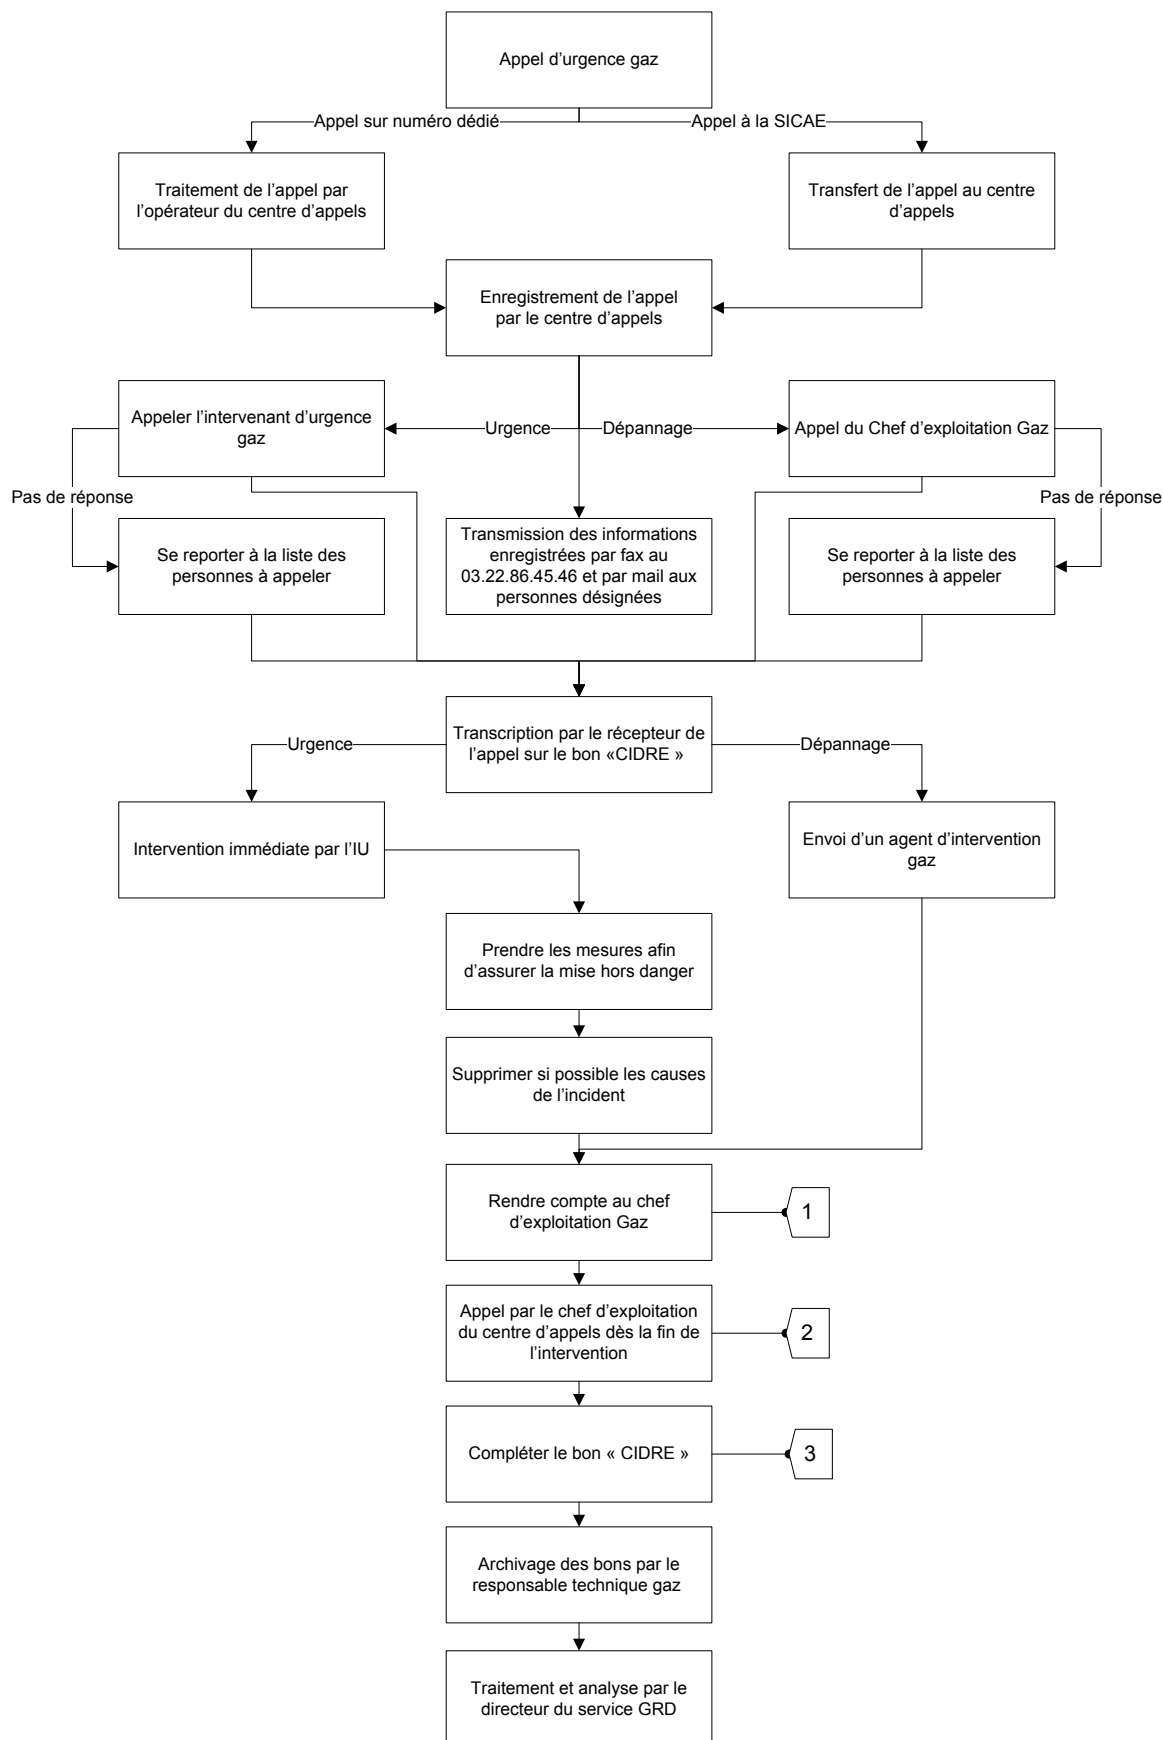 Appel d’urgence gaz
Appel sur numéro dédié
Appel à la SICAE
Traitement de l’appel par
l’opérateur du centre d’appels
Transfert de l’appel au centre
d’appels
Enregistrement de l’appel
par le centre d’appels
Appeler l’intervenant d’urgence
gaz
Urgence
Dépannage
Appel du Chef d’exploitation Gaz
Pas de réponse
Pas de réponse
Se reporter à la liste des
personnes à appeler
Transmission des informations
enregistrées par fax au
03.22.86.45.46 et par mail aux
personnes désignées
Se reporter à la liste des
personnes à appeler
Transcription par le récepteur de
l’appel sur le bon «CIDRE »
Urgence
Dépannage
Intervention immédiate par l’IU
Envoi d’un agent d’intervention
gaz
Prendre les mesures afin
d’assurer la mise hors danger
Supprimer si possible les causes
de l’incident
Rendre compte au chef
d’exploitation Gaz
1
Appel par le chef d’exploitation
du centre d’appels dès la fin de
l’intervention
2
Compléter le bon « CIDRE »
3
Archivage des bons par le
responsable technique gaz
Traitement et analyse par le
directeur du service GRD